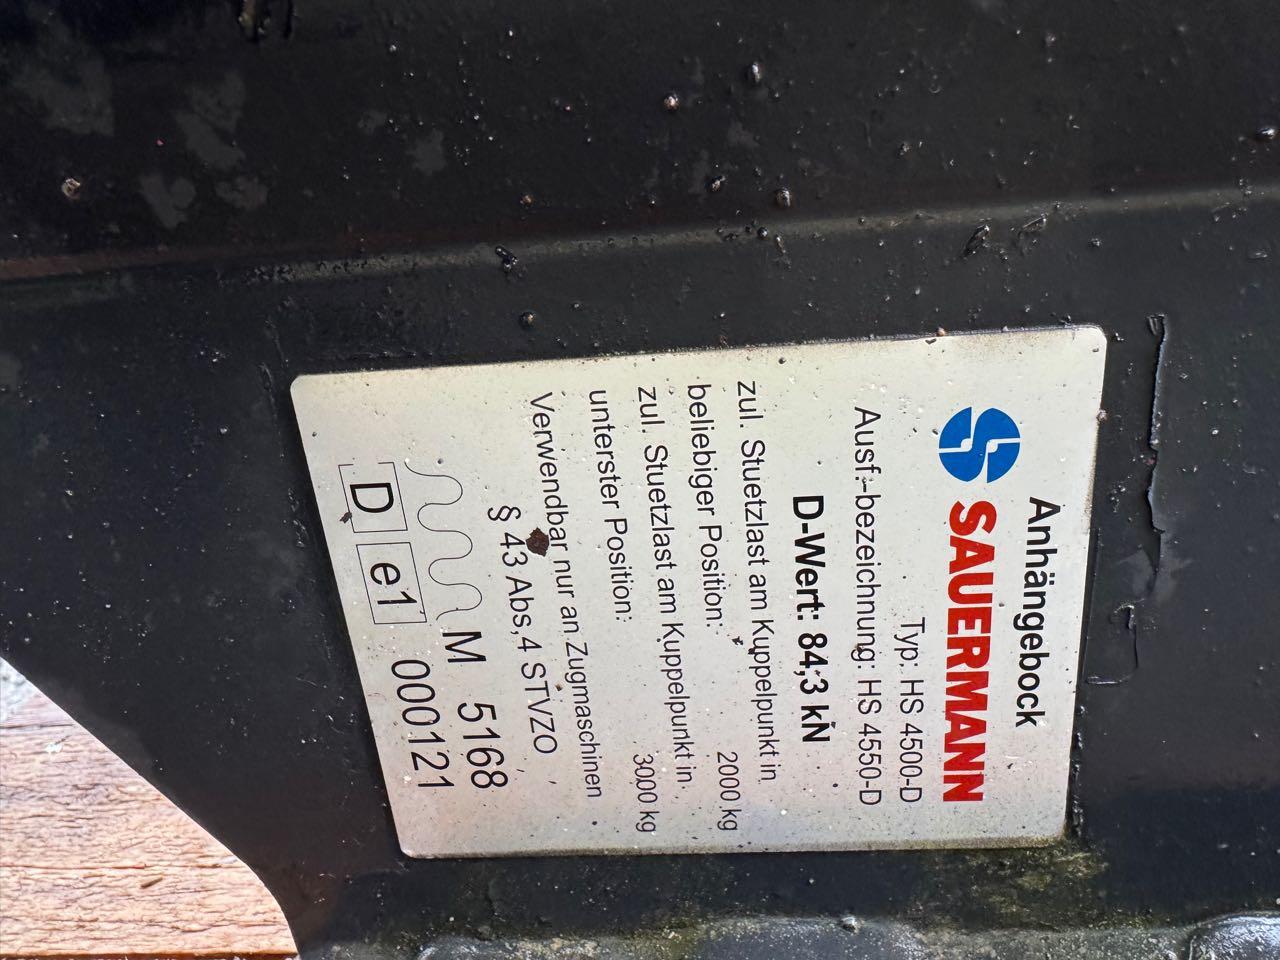 Anhängebock
SAUERMANN
Typ: HS 4500-D
Ausf.-bezeichnung: HS 4550-D
D-Wert: 84,3 kN
zul. Stuetzlast am Kuppelpunkt in
beliebiger Position: 2000 kg
zul. Stuetzlast am Kuppelpunkt in
unterster Position: 3000 kg
Verwendbar nur an Zugmaschinen
§ 43 Abs,4 STVZO
M 5168
D e1 000121